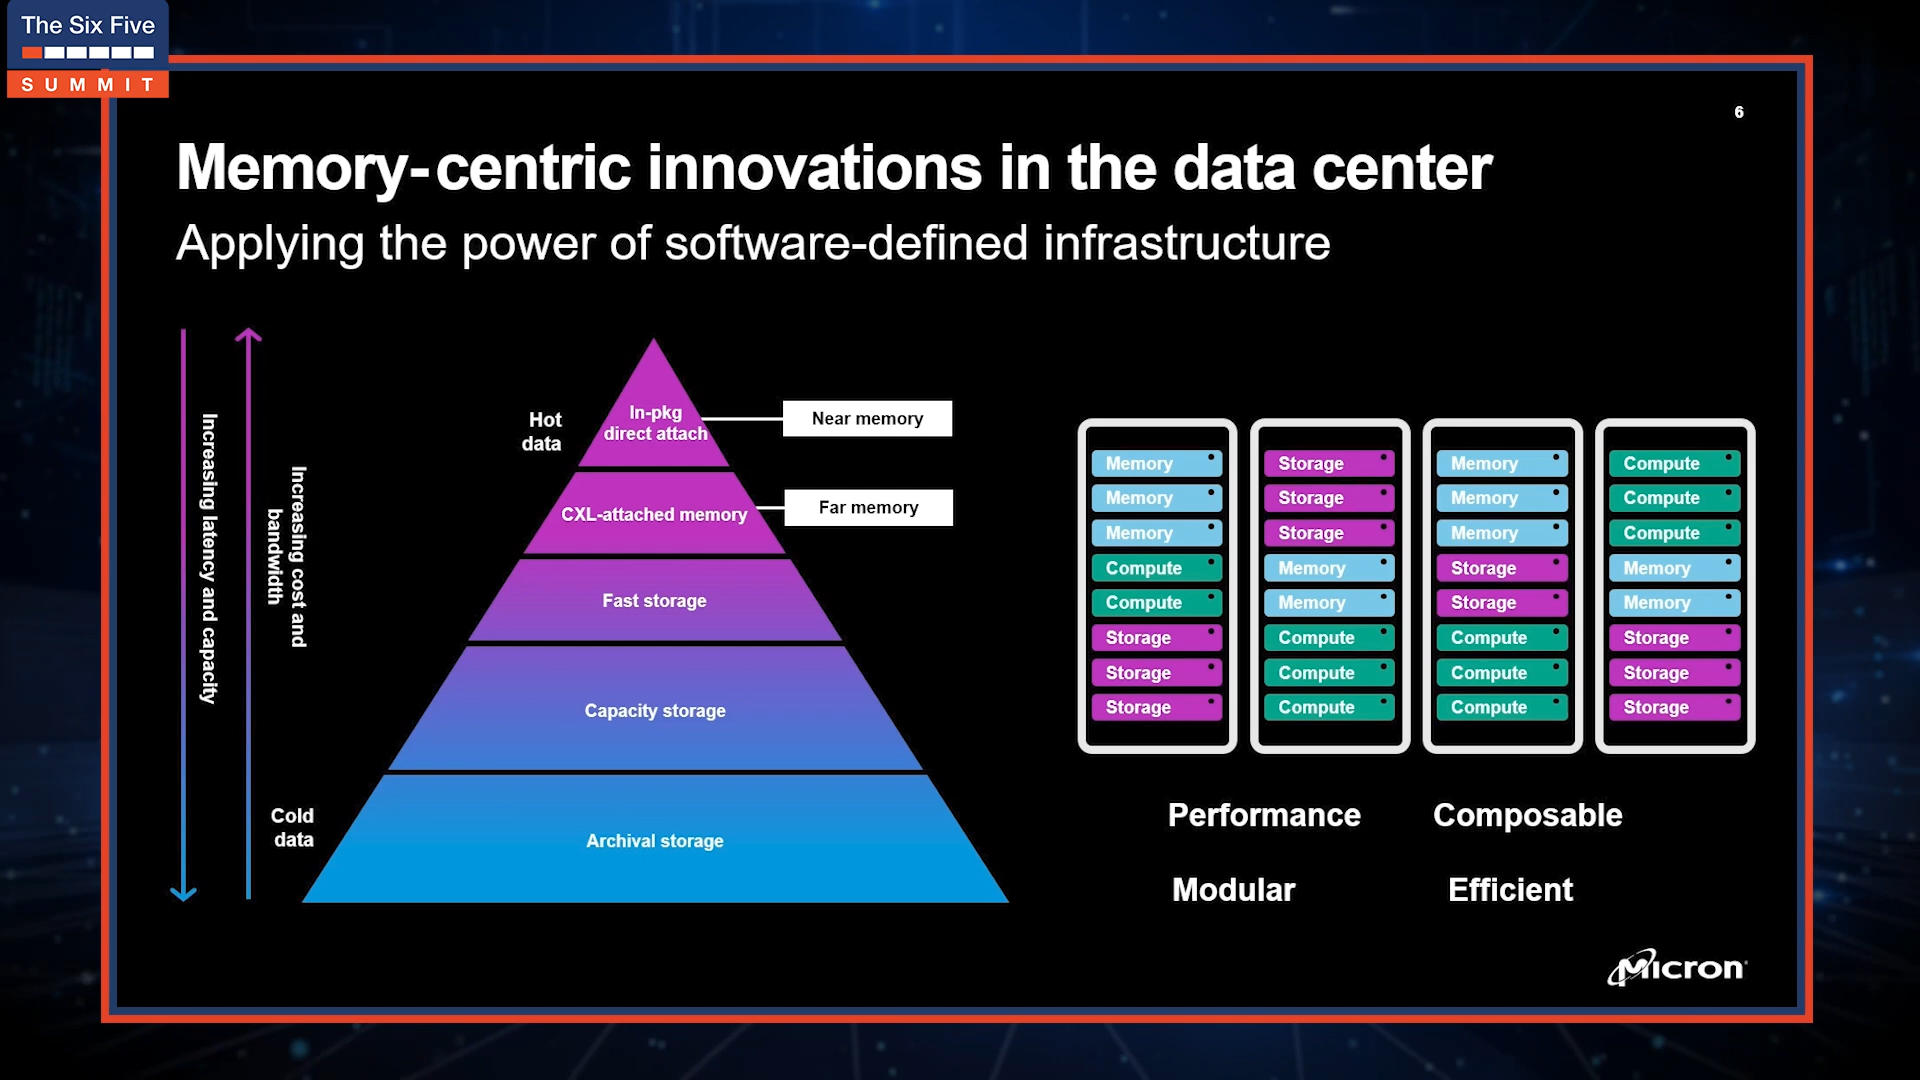 The Six Five
SUMMIT
6
Memory-centric innovations in the data center
Applying the power of software-defined infrastructure
Increasing latency and capacity
Increasing cost and
bandwidth
Hot
data
Cold
data
In-pkg
direct attach
Near memory
CXL-attached memory
Far memory
Fast storage
Capacity storage
Archival storage
Memory
Memory
Memory
Compute
Compute
Storage
Storage
Storage
Storage
Storage
Storage
Memory
Memory
Compute
Compute
Compute
Memory
Memory
Memory
Storage
Storage
Compute
Compute
Compute
Compute
Compute
Compute
Memory
Memory
Storage
Storage
Storage
Performance
Composable
Modular
Efficient
Micron